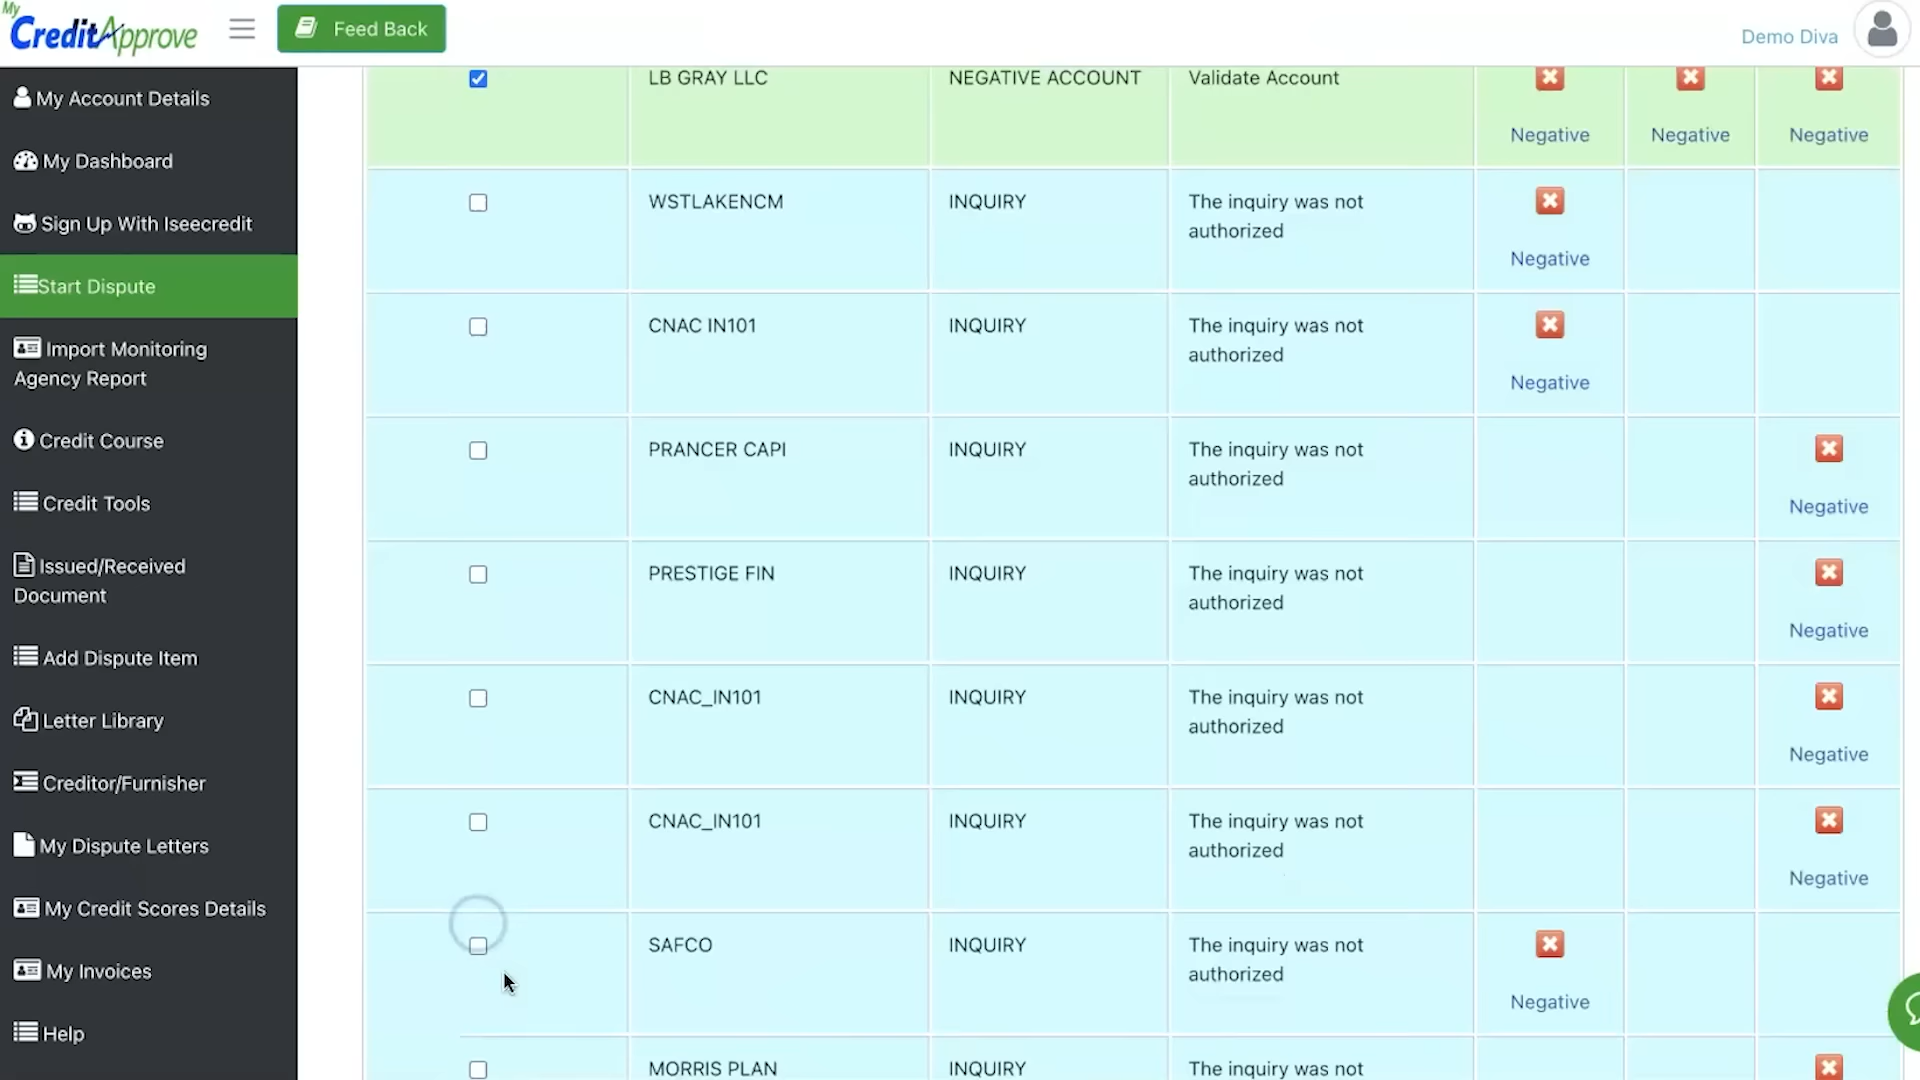 My
CreditApprove
Feed Back
Demo Diva
My Account Details
My Dashboard
Sign Up With Iseecredit
Start Dispute
Import Monitoring
Agency Report
Credit Course
Credit Tools
Issued/Received
Document
Add Dispute Item
Letter Library
Creditor/Furnisher
My Dispute Letters
My Credit Scores Details
My Invoices
Help
LB GRAY LLC NEGATIVE ACCOUNT Validate Account
Negative Negative Negative
WSTLAKENCM INQUIRY The inquiry was not
authorized
Negative
CNAC IN101 INQUIRY The inquiry was not
authorized
Negative
PRANCER CAPI INQUIRY The inquiry was not
authorized
Negative
PRESTIGE FIN INQUIRY The inquiry was not
authorized
Negative
CNAC_IN101 INQUIRY The inquiry was not
authorized
Negative
CNAC_IN101 INQUIRY The inquiry was not
authorized
Negative
SAFCO INQUIRY The inquiry was not
authorized
Negative
MORRIS PLAN INQUIRY The inquiry was not